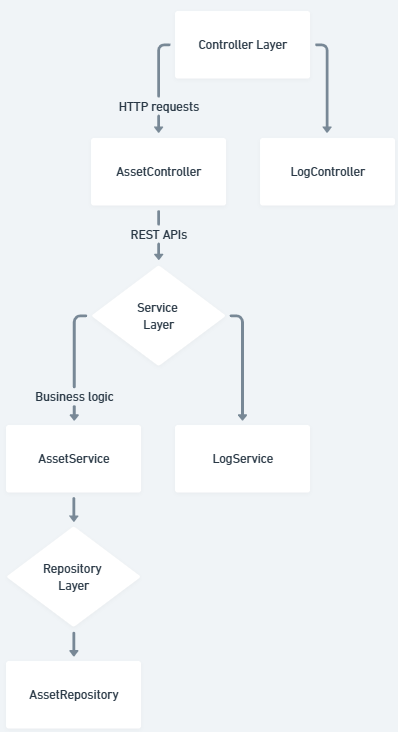 Controller Layer
HTTP requests
AssetController
LogController
REST APIs
Service
Layer
Business logic
AssetService
LogService
Repository
Layer
AssetRepository